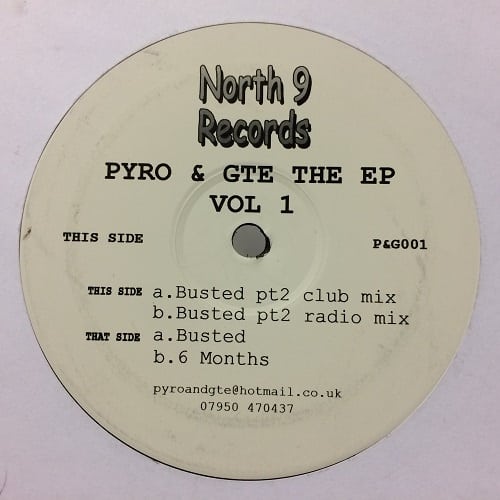 North 9
Records
PYRO & GTE THE EP
VOL 1
THIS SIDE P&G001
THIS SIDE a.Busted pt2 club mix
b.Busted pt2 radio mix
THAT SIDE a.Busted
b.6 Months
pyroandgte@hotmail.co.uk
07950 470437